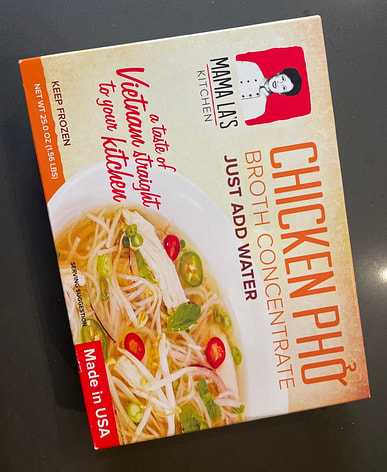 MAMA LA'S
KITCHEN
CHICKEN PHỞ
BROTH CONCENTRATE
JUST ADD WATER
a taste of
Vietnam straight
to your kitchen
KEEP FROZEN
NET WT. 25.0 OZ (1.56 LBS)
SERVING SUGGESTION
Made in USA